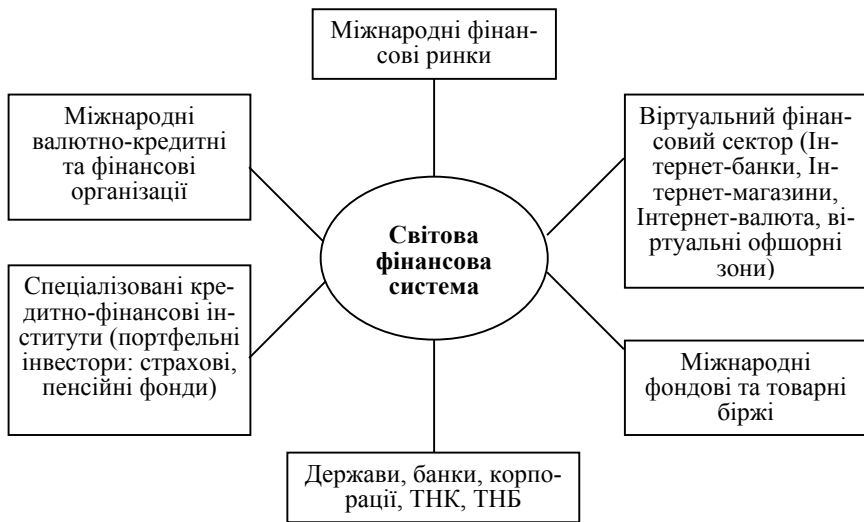 Міжнародні фінан-
сові ринки
Міжнародні
валютно-кредитні
та фінансові
організації
Віртуальний фінан-
совий сектор (Ін-
тернет-банки, Ін-
тернет-магазини,
Інтернет-валюта, ві-
ртуальні офшорні
зони)
Світова
фінансова
система
Спеціалізовані кре-
дитно-фінансові ін-
ститути (портфельні
інвестори: страхові,
пенсійні фонди)
Міжнародні
фондові та товарні
біржі
Держави, банки, корпо-
рації, ТНК, ТНБ